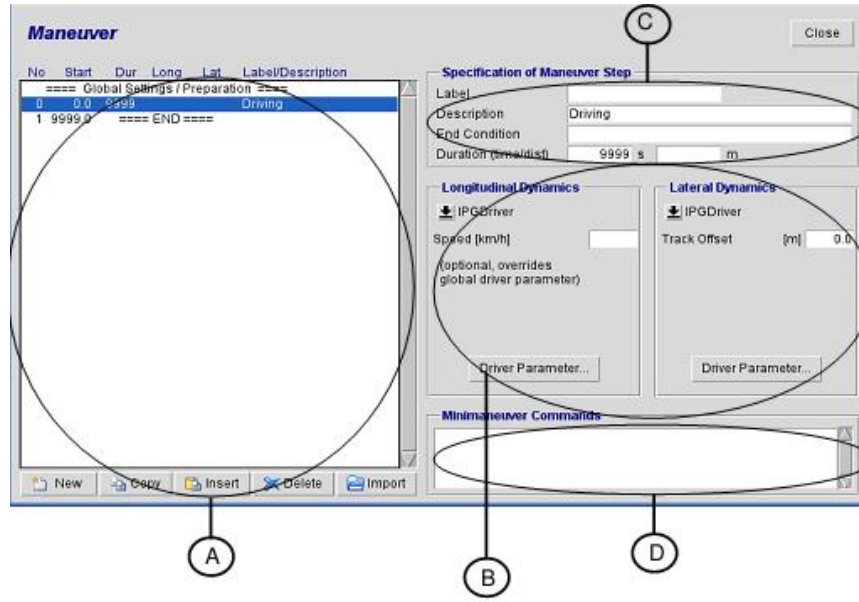 Maneuver
Close
No Start Dur Long Lat Label/Description
==== Global Settings / Preparation ====
0 0.0 9999 Driving
1 9999.0 ==== END ====
New Copy Insert Delete Import
Specification of Maneuver Step
Label
Description Driving
End Condition
Duration (time/dist) 9999 s m
Longitudinal Dynamics
IPGDriver
Speed [km/h]
(optional, overrides
global driver parameter)
Driver Parameter...
Lateral Dynamics
IPGDriver
Track Offset [m] 0.0
Driver Parameter...
Minimaneuver Commands
A
B
C
D